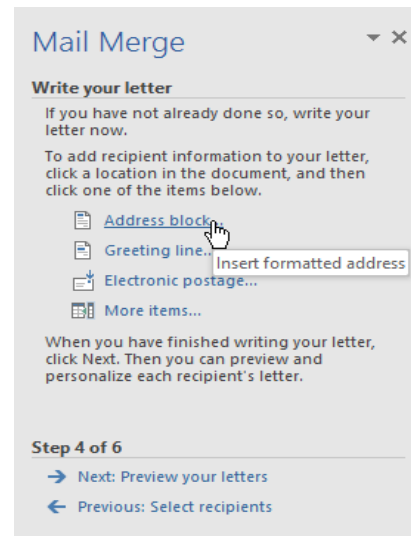 Mail Merge
Write your letter
If you have not already done so, write your
letter now.
To add recipient information to your letter,
click a location in the document, and then
click one of the items below.
Address block...
Greeting line...
Insert formatted address
Electronic postage...
More items...
When you have finished writing your letter,
click Next. Then you can preview and
personalize each recipient's letter.
Step 4 of 6
Next: Preview your letters
Previous: Select recipients